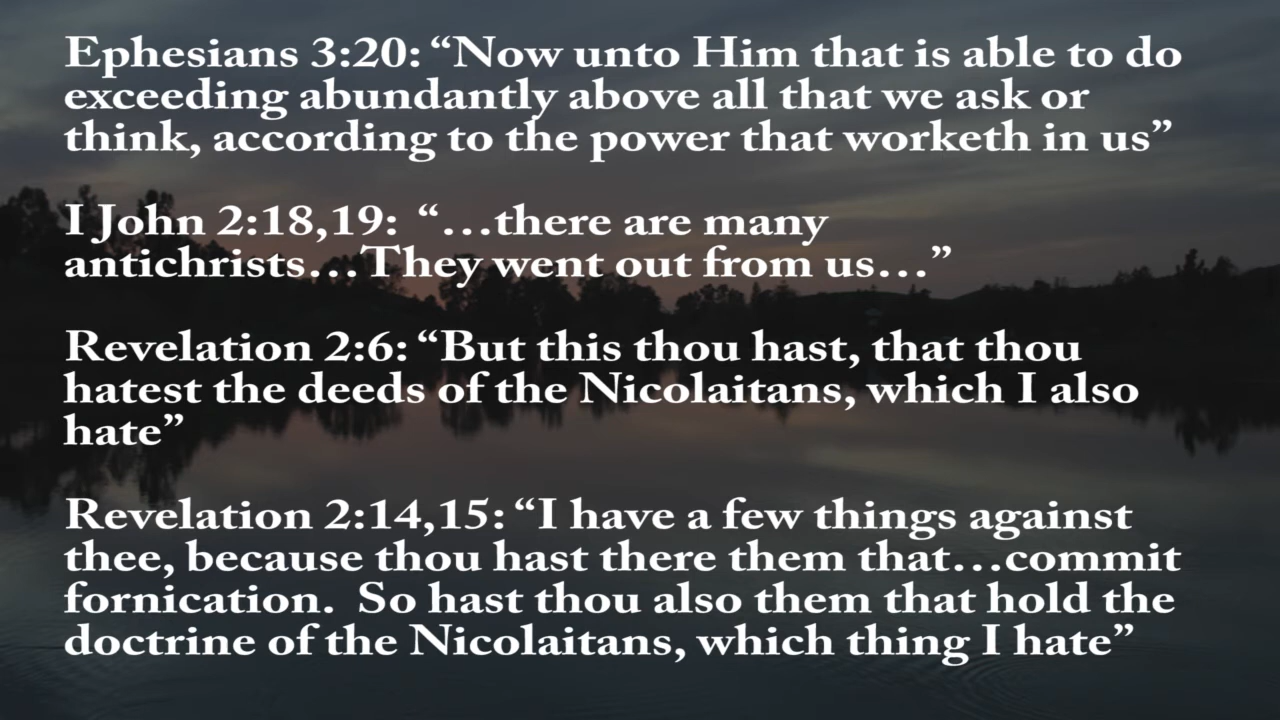 Ephesians 3:20: “Now unto Him that is able to do
exceeding abundantly above all that we ask or
think, according to the power that worketh in us”
I John 2:18,19:  “…there are many
antichrists…They went out from us…”
Revelation 2:6: “But this thou hast, that thou
hatest the deeds of the Nicolaitans, which I also
hate”
Revelation 2:14,15: “I have a few things against
thee, because thou hast there them that…commit
fornication.  So hast thou also them that hold the
doctrine of the Nicolaitans, which thing I hate”